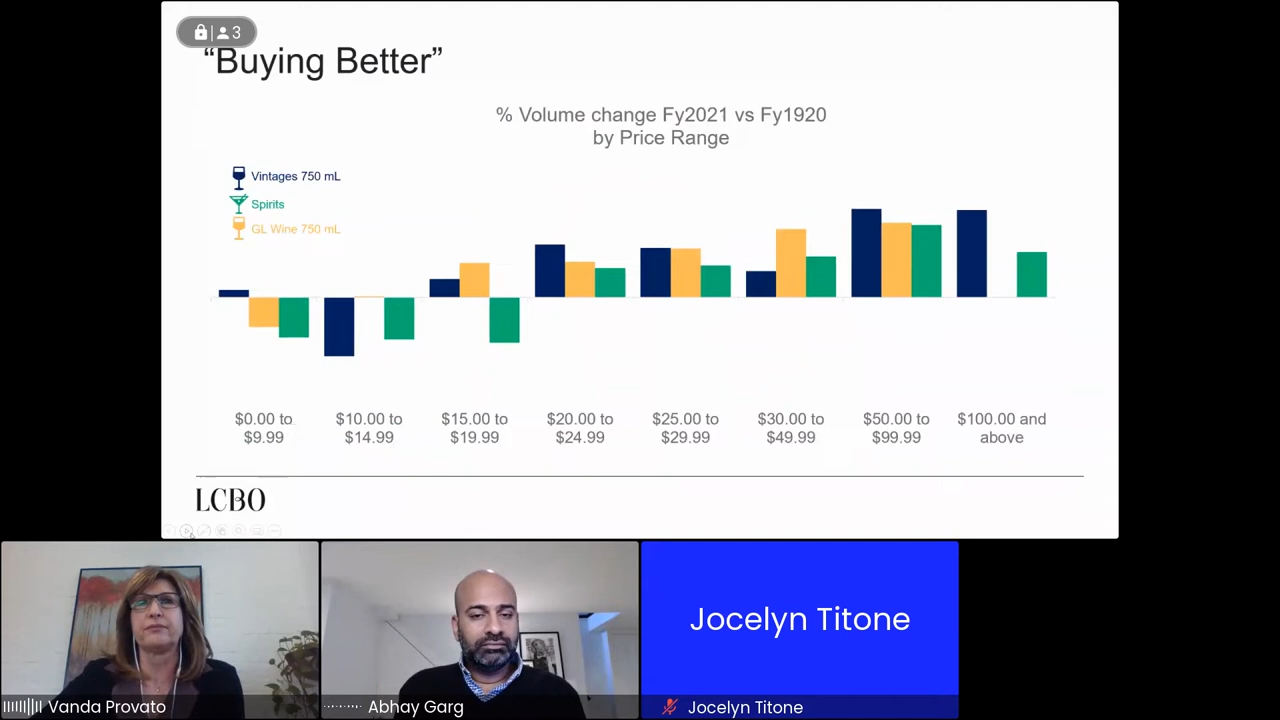 3
“Buying Better”
% Volume change Fy2021 vs Fy1920
by Price Range
Vintages 750 mL
Spirits
GL Wine 750 mL
$0.00 to
$9.99
$10.00 to
$14.99
$15.00 to
$19.99
$20.00 to
$24.99
$25.00 to
$29.99
$30.00 to
$49.99
$50.00 to
$99.99
$100.00 and
above
LCBO
Jocelyn Titone
Vanda Provato
Abhay Garg
Jocelyn Titone